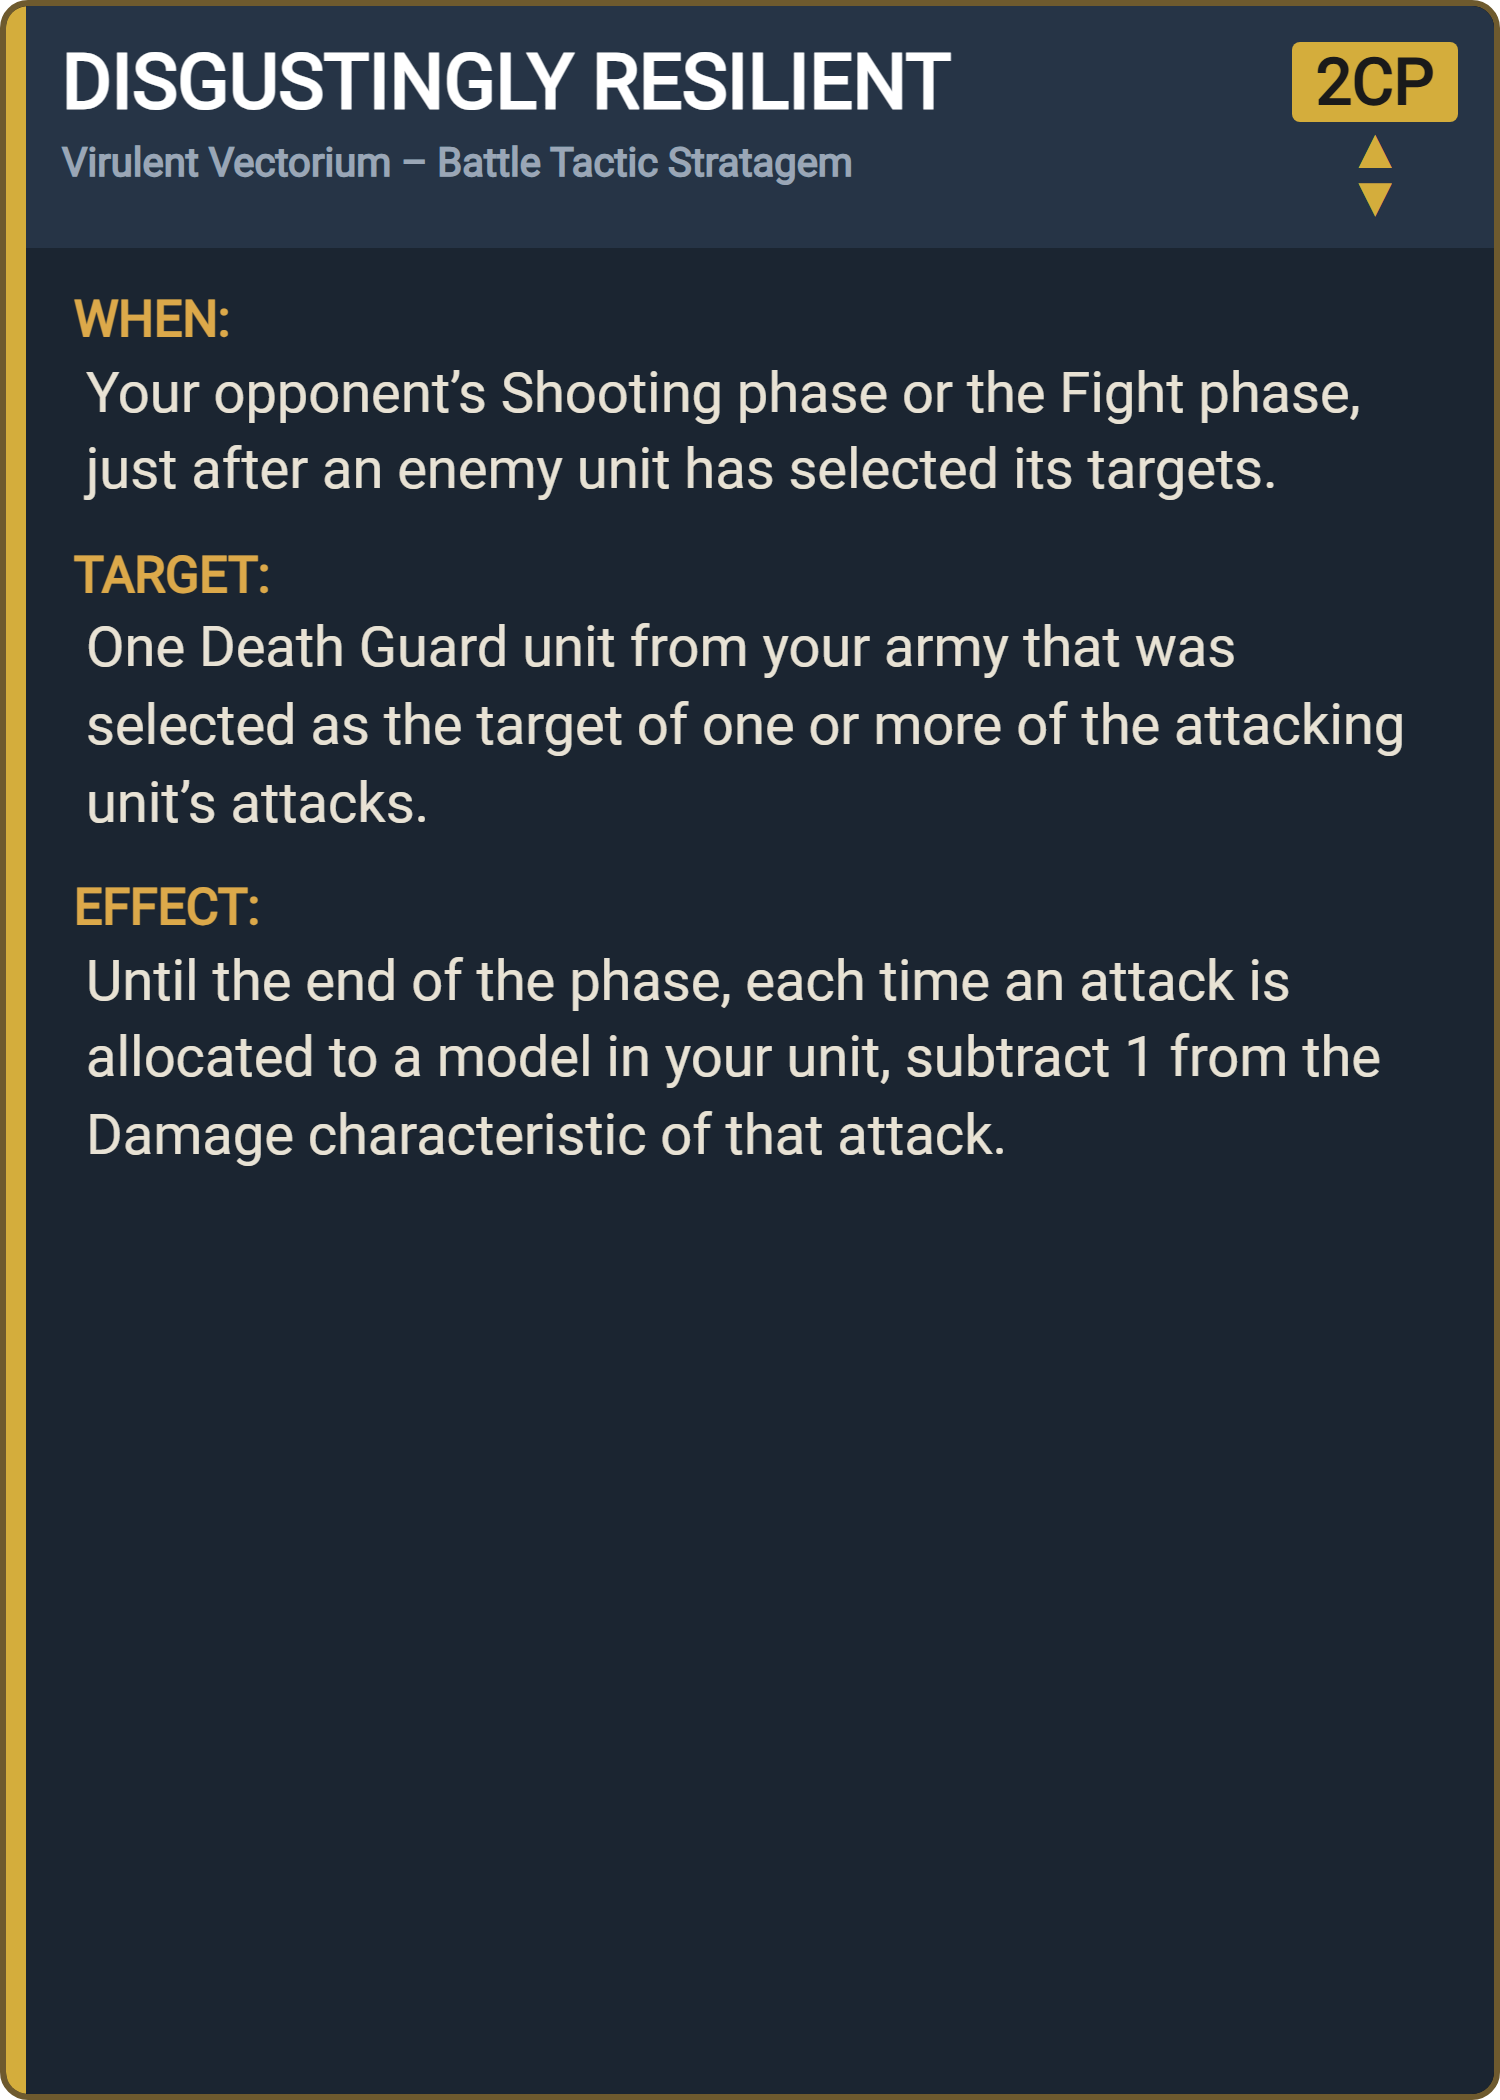 DISGUSTINGLY RESILIENT
2CP
Virulent Vectorium – Battle Tactic Stratagem
WHEN:
Your opponent’s Shooting phase or the Fight phase,
just after an enemy unit has selected its targets.
TARGET:
One Death Guard unit from your army that was
selected as the target of one or more of the attacking
unit’s attacks.
EFFECT:
Until the end of the phase, each time an attack is
allocated to a model in your unit, subtract 1 from the
Damage characteristic of that attack.